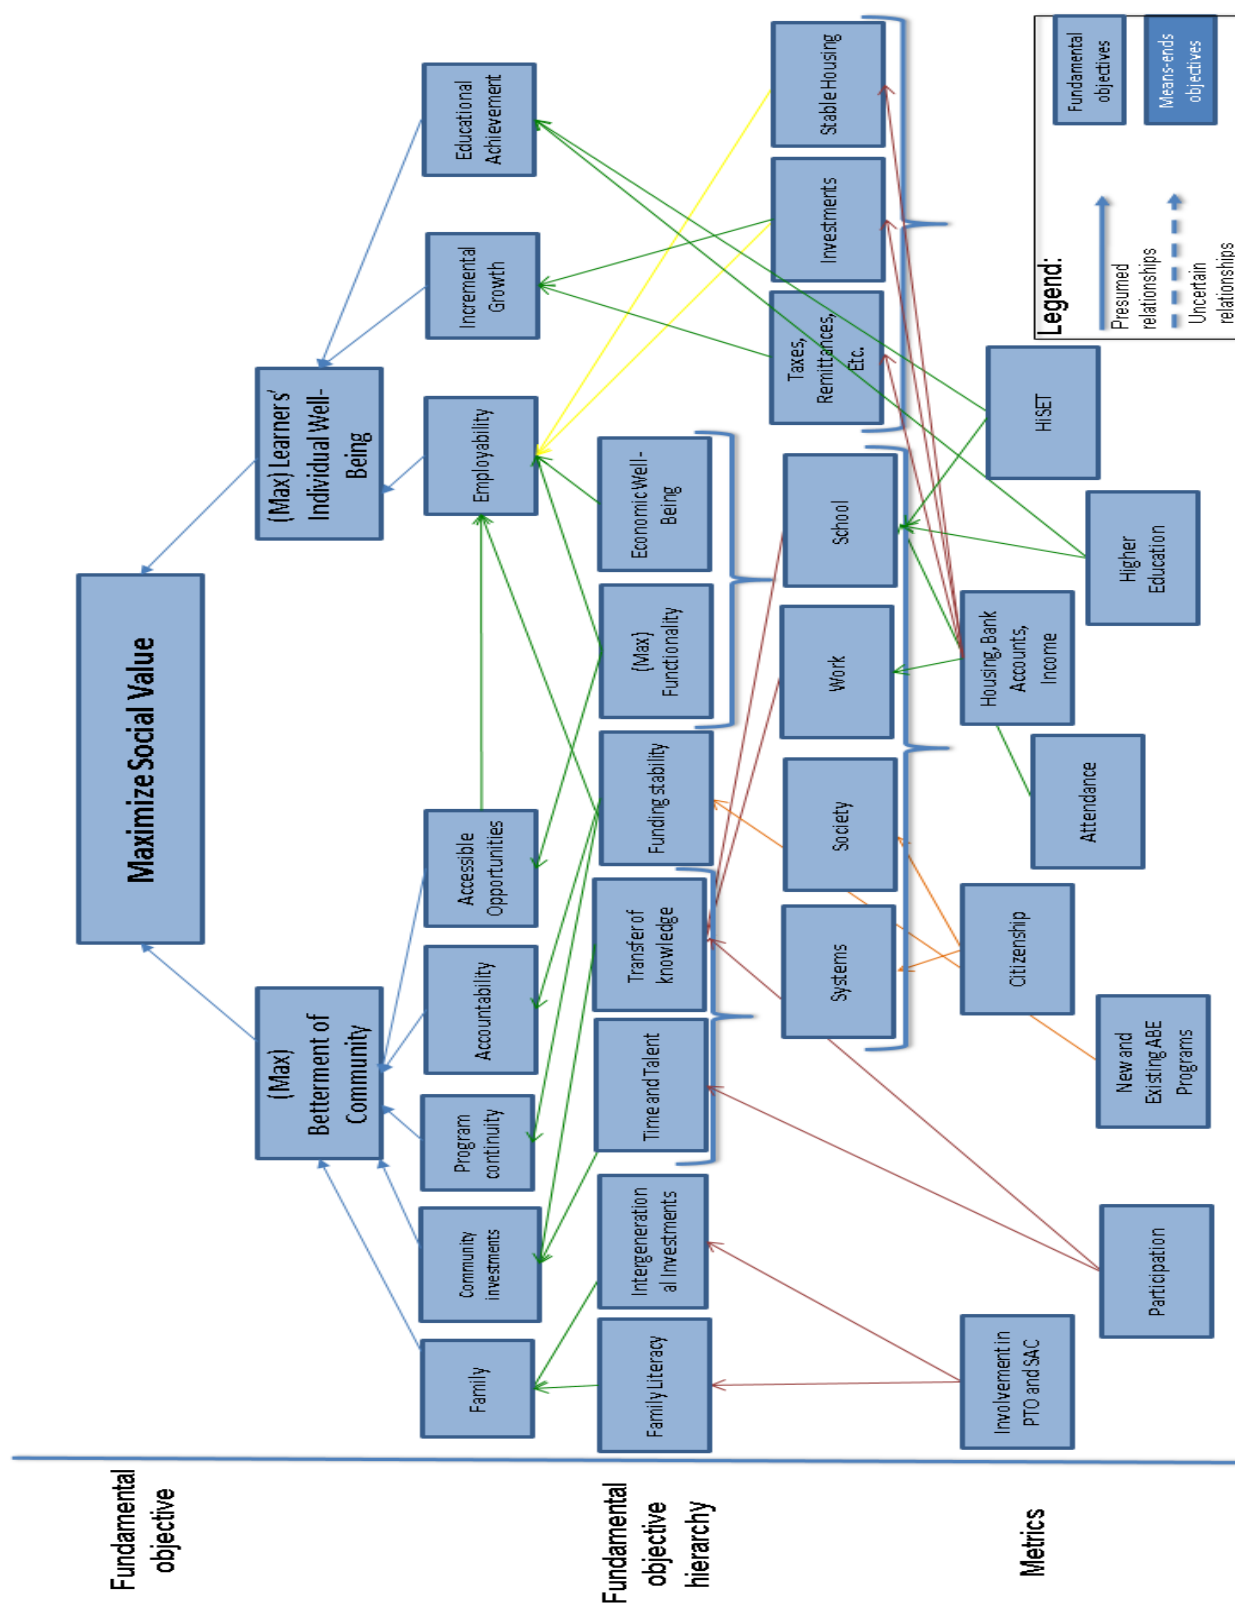 Fundamental
objective
Maximize Social Value
(Max)
Betterment of
Community
(Max) Learners'
Individual Well-
Being
Family
Community
investments
Program
continuity
Accountability
Accessible
Opportunities
Employability
Incremental
Growth
Educational
Achievement
Fundamental
objective
hierarchy
Family Literacy
Intergeneration
al Investments
Time and Talent
Transfer of
knowledge
Funding stability
(Max)
Functionality
Economic Well-
Being
Systems
Society
Work
School
Taxes,
Remittances,
Etc.
Investments
Stable Housing
Metrics
Involvement in
PTO and SAC
Participation
New and
Existing ABE
Programs
Citizenship
Attendance
Housing, Bank
Accounts,
Income
Higher
Education
HiSET
Legend:
Presumed
relationships
Uncertain
relationships
Fundamental
objectives
Means-ends
objectives